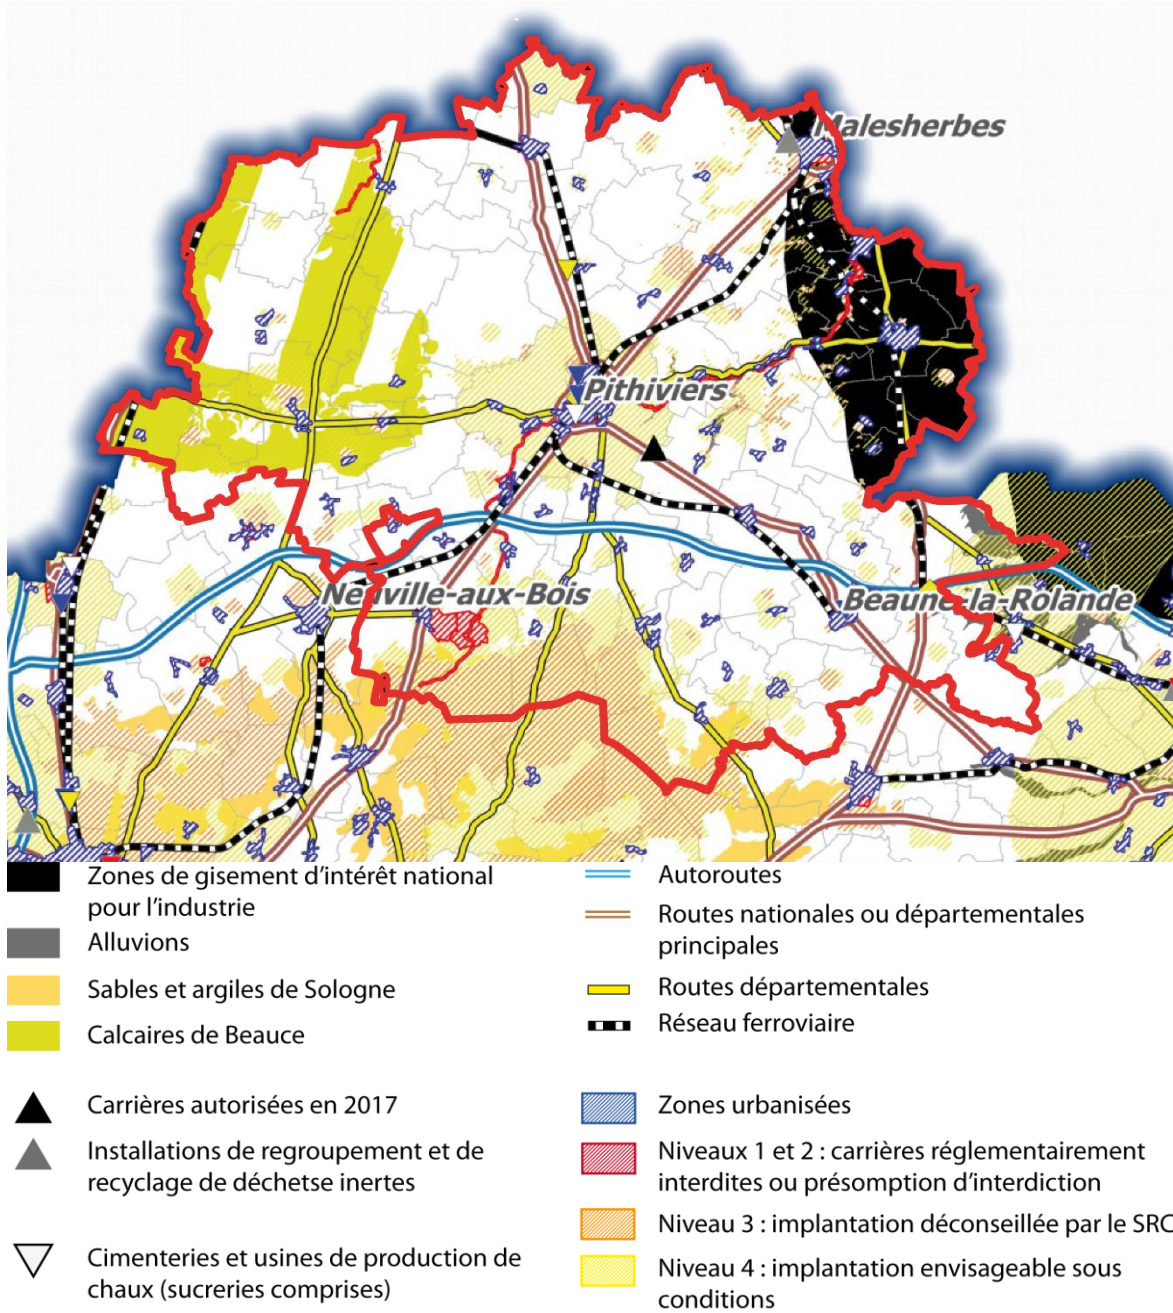 Malesherbes
Pithiviers
Neuville-aux-Bois
Beaune-la-Rolande
Zones de gisement d'intérêt national
pour l'industrie
Alluvions
Sables et argiles de Sologne
Calcaires de Beauce
Carrières autorisées en 2017
Installations de regroupement et de
recyclage de déchetse inertes
Cimenteries et usines de production de
chaux (sucreries comprises)
Autoroutes
Routes nationales ou départementales
principales
Routes départementales
Réseau ferroviaire
Zones urbanisées
Niveaux 1 et 2 : carrières réglementairement
interdites ou présomption d'interdiction
Niveau 3 : implantation déconseillée par le SRC
Niveau 4 : implantation envisageable sous
conditions